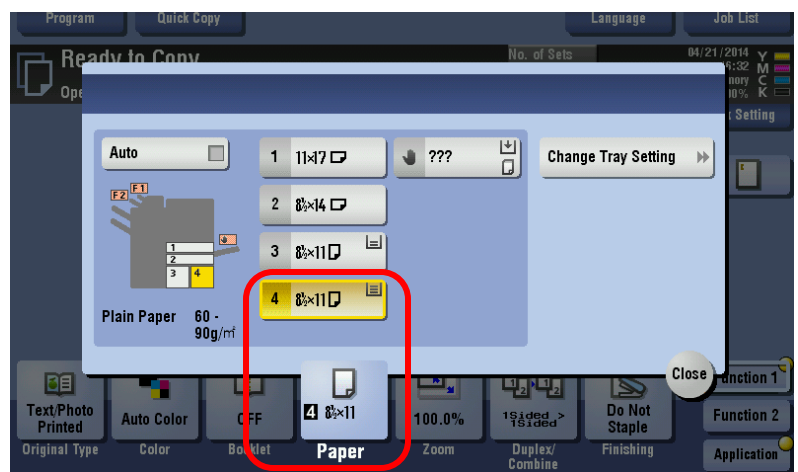 Program
Quick Copy
Language
Job List
Ready to Copy
No. of Sets
04/21/2014
Y
M
C
K
Setting
Auto
1 11×17
??? 
Change Tray Setting
F2 F1
2 8½×14
1
2
3 4
3 8½×11
4 8½×11
Plain Paper 60 -
90g/m²
Close
Function 1
Text/Photo
Printed
Auto Color
OFF
4 8½×11
100.0%
1Sided >
1Sided
Do Not
Staple
Function 2
Original Type
Color
Booklet
Paper
Zoom
Duplex/
Combine
Finishing
Application